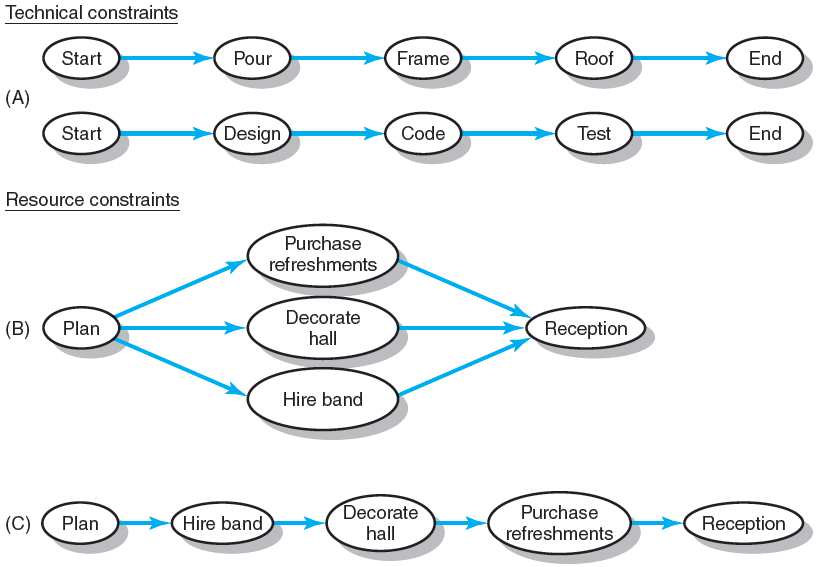 Technical constraints
Start Pour Frame Roof End
(A)
Start Design Code Test End
Resource constraints
Purchase
refreshments
(B) Plan Decorate
hall Reception
Hire band
(C) Plan Hire band Decorate
hall Purchase
refreshments Reception